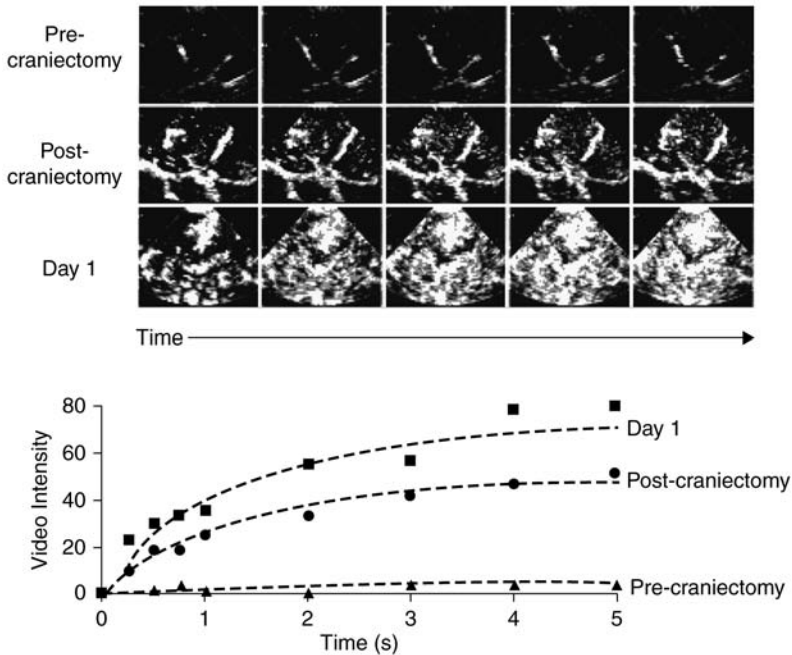 Pre-
craniectomy
Post-
craniectomy
Day 1
Time
80
60
40
20
0
Video Intensity
Day 1
Post-craniectomy
Pre-craniectomy
0 1 2 3 4 5
Time (s)